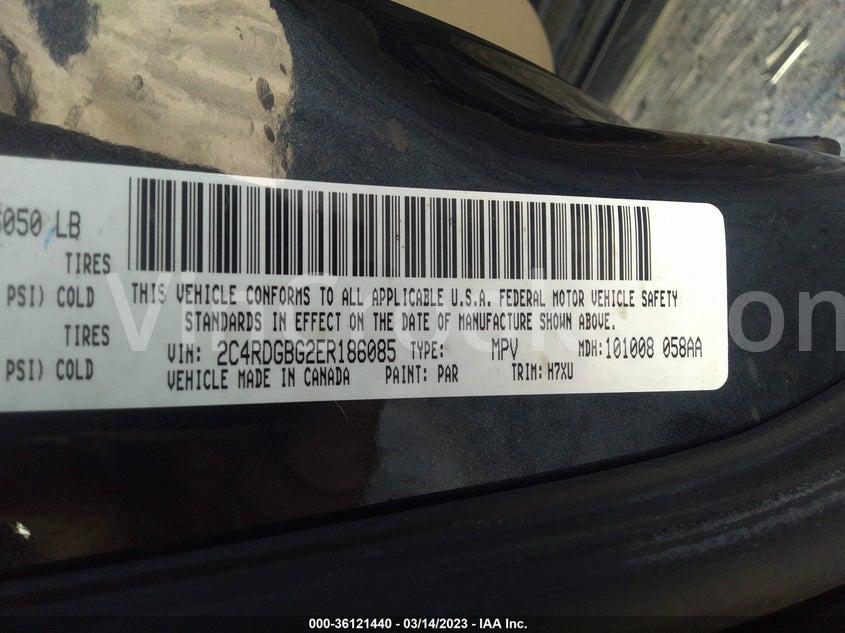 050 LB
TIRES
PSI) COLD
TIRES
PSI) COLD
THIS VEHICLE CONFORMS TO ALL APPLICABLE U.S.A. FEDERAL MOTOR VEHICLE SAFETY
STANDARDS IN EFFECT ON THE DATE OF MANUFACTURE SHOWN ABOVE.
VIN: 2C4RDGBG2ER186085 TYPE: MPV MDH:101008 058AA
VEHICLE MADE IN CANADA PAINT: PAR TRIM: H7XU
000-36121440 - 03/14/2023 - IAA Inc.